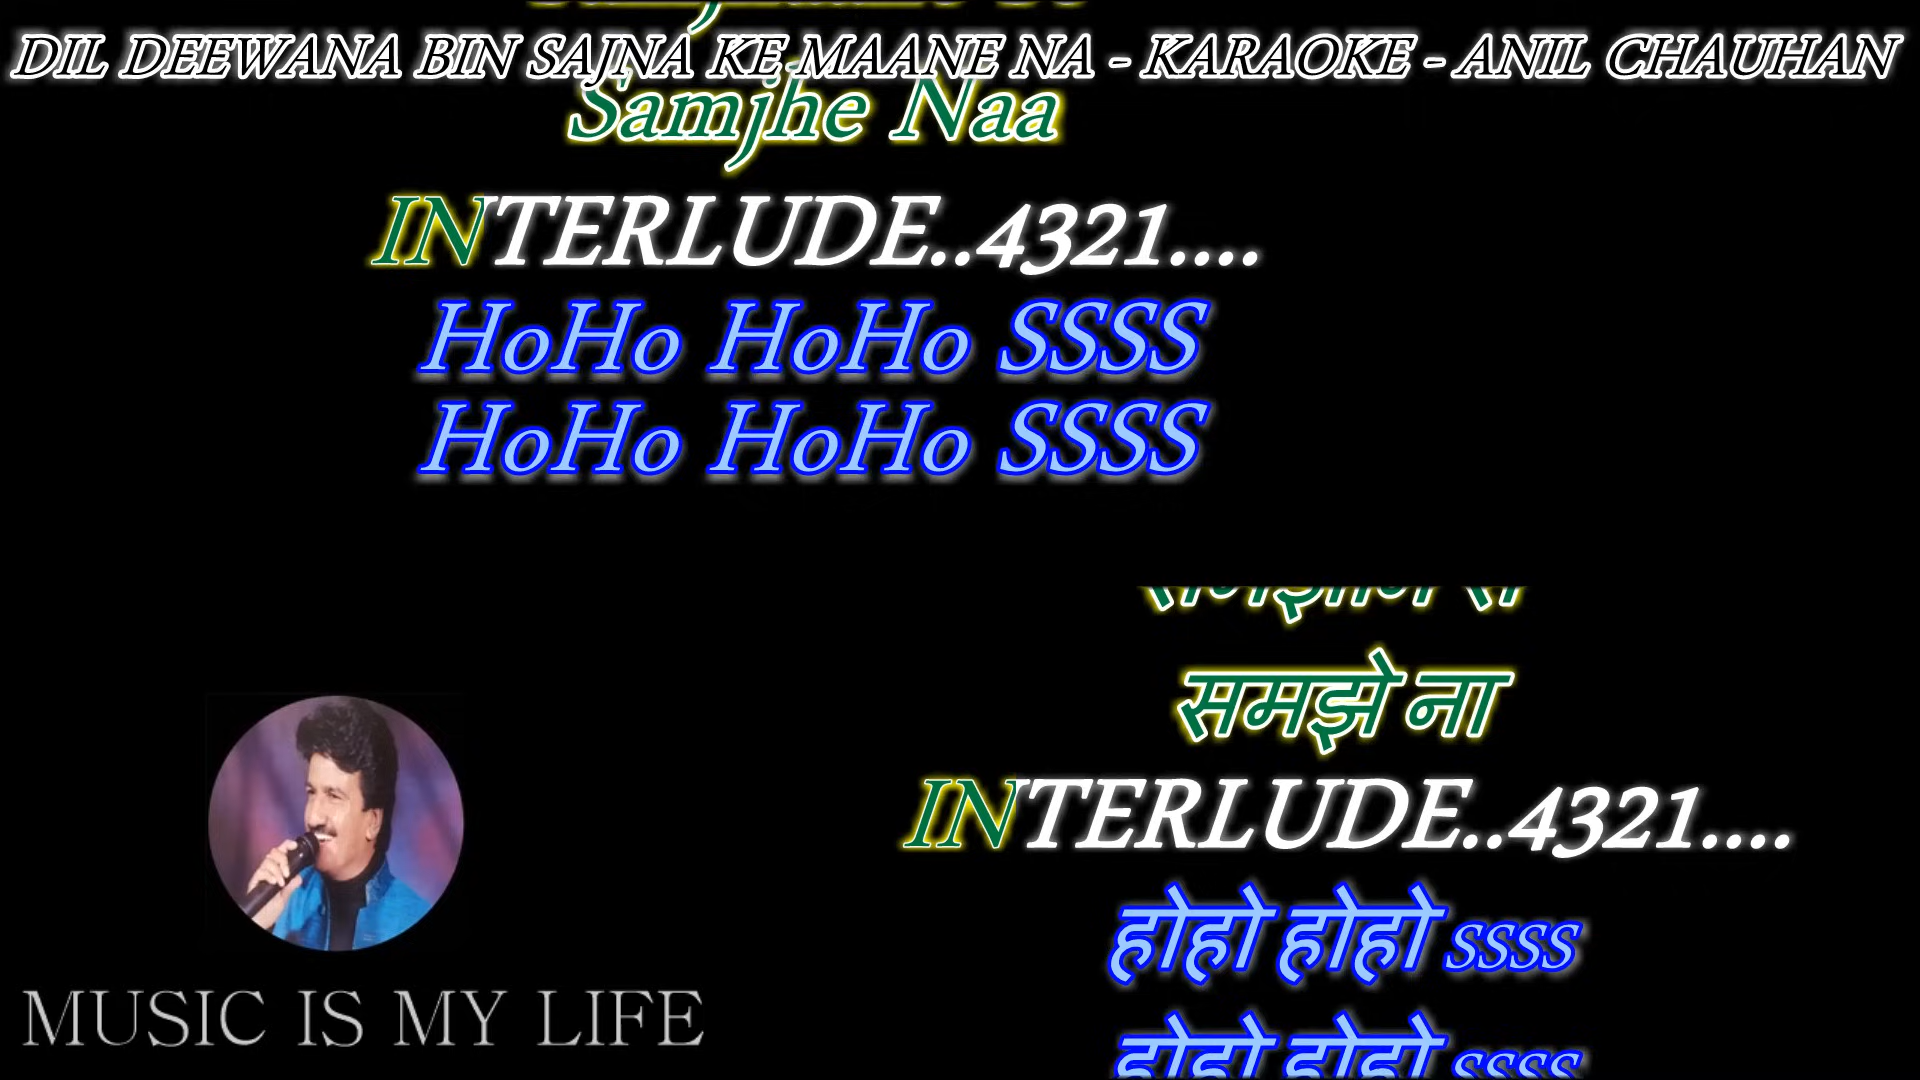 DIL DEEWANA BIN SAJNA KE MAANE NA - KARAOKE - ANIL CHAUHAN
Samjhe Naa
INTERLUDE..4321....
HoHo HoHo SSSS
HoHo HoHo SSSS
समझे ना
INTERLUDE..4321....
होहो होहो ssss
होहो होहो ssss
MUSIC IS MY LIFE